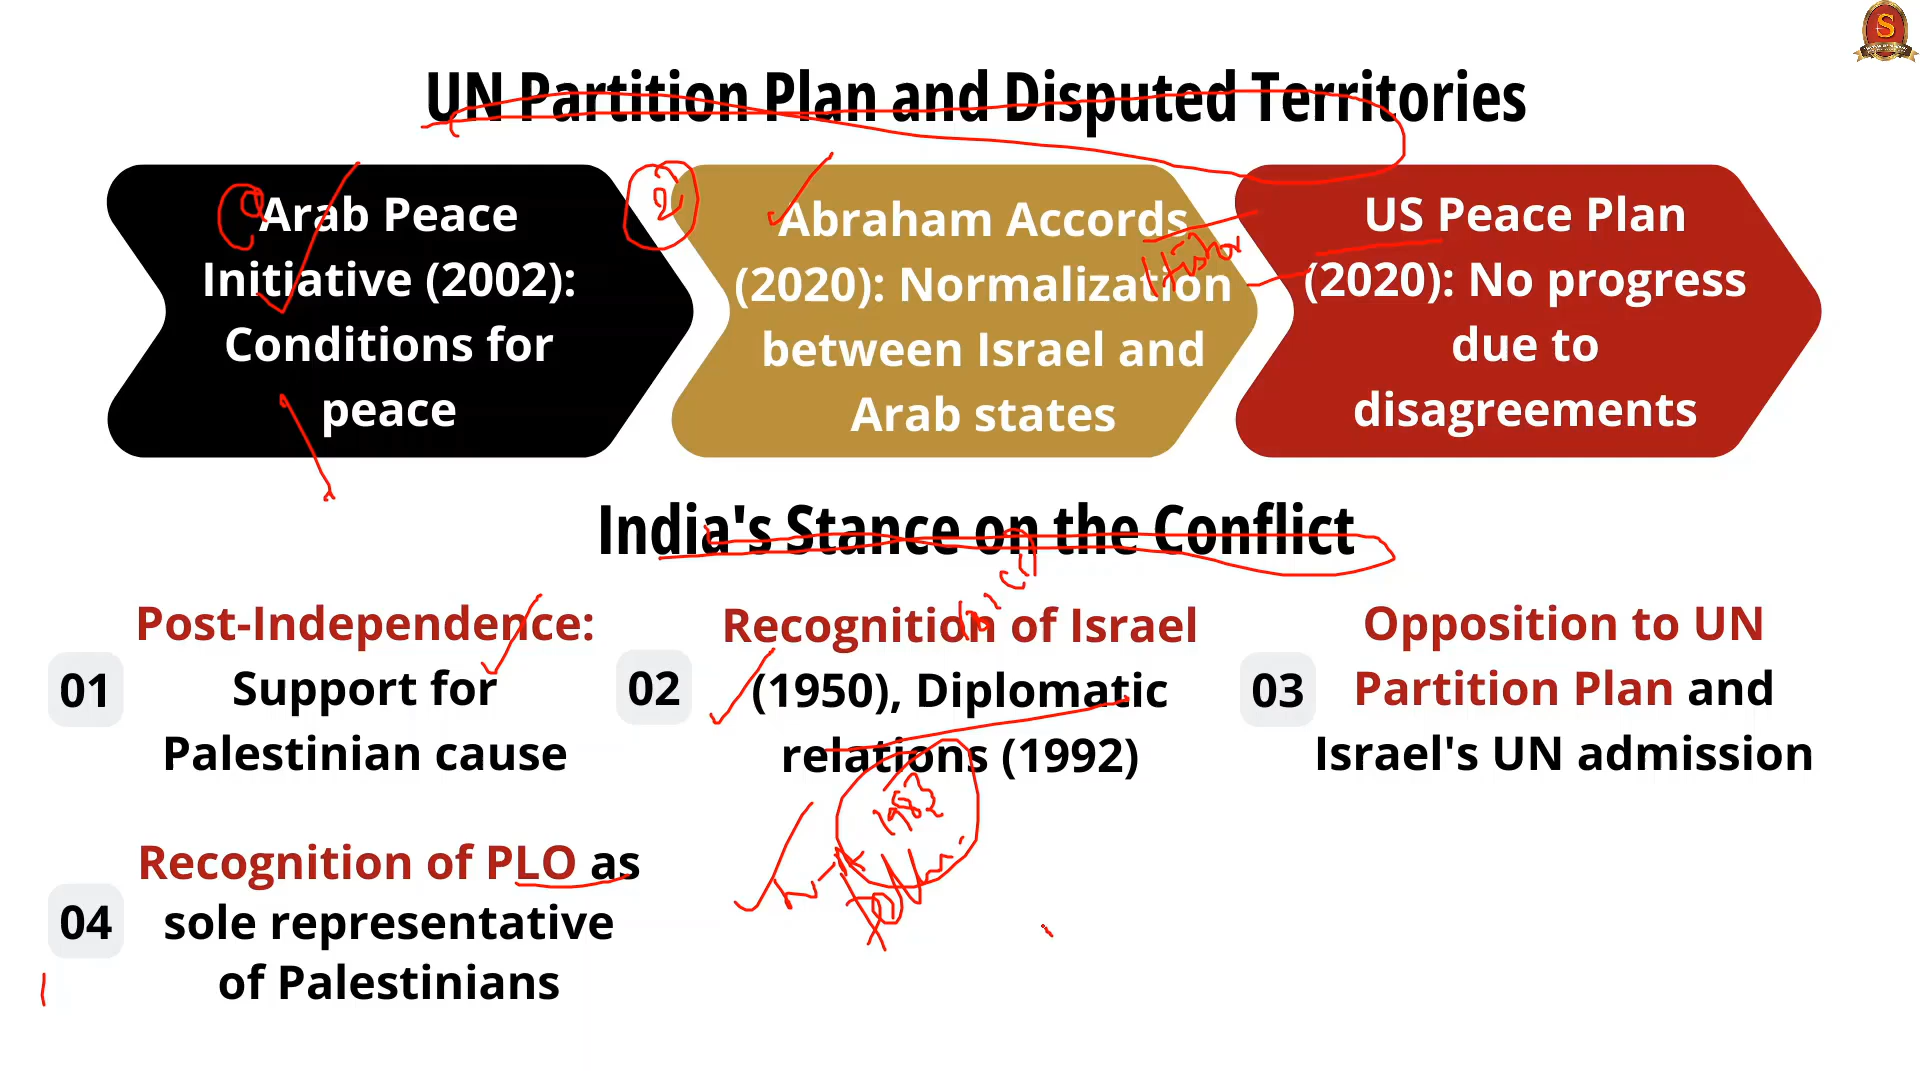 S
UN Partition Plan and Disputed Territories
Arab Peace
Initiative (2002):
Conditions for
peace
2
Abraham Accords
(2020): Normalization
between Israel and
Arab states
US Peace Plan
(2020): No progress
due to
disagreements
India's Stance on the Conflict
01
Post-Independence:
Support for
Palestinian cause
02
Recognition of Israel
(1950), Diplomatic
relations (1992)
1983
03
Opposition to UN
Partition Plan and
Israel's UN admission
04
Recognition of PLO as
sole representative
of Palestinians